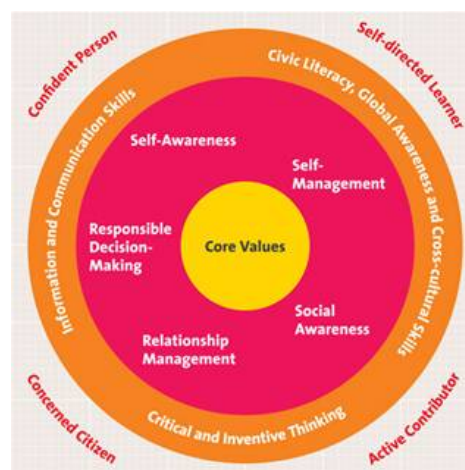 Confident Person
Self-directed Learner
Civic Literacy, Global Awareness and Cross-cultural Skills
Information and Communication Skills
Self-Awareness
Self-
Management
Responsible
Decision-
Making
Core Values
Social
Awareness
Relationship
Management
Critical and Inventive Thinking
Concerned Citizen
Active Contributor